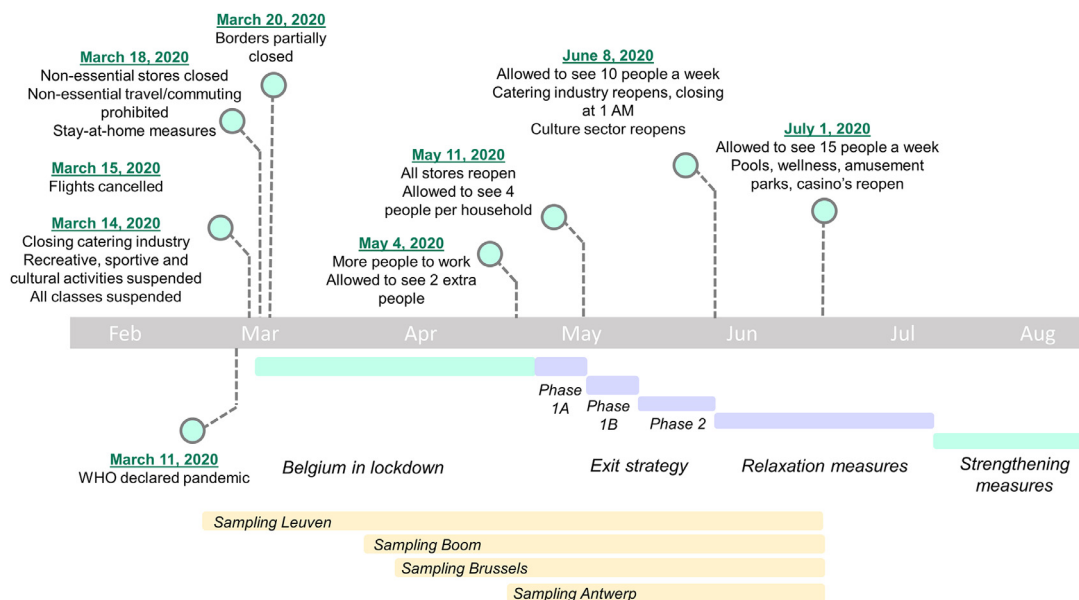 March 20, 2020
Borders partially
closed
March 18, 2020
Non-essential stores closed
Non-essential travel/commuting
prohibited
Stay-at-home measures
March 15, 2020
Flights cancelled
March 14, 2020
Closing catering industry
Recreative, sportive and
cultural activities suspended
All classes suspended
May 4, 2020
More people to work
Allowed to see 2 extra
people
May 11, 2020
All stores reopen
Allowed to see 4
people per household
June 8, 2020
Allowed to see 10 people a week
Catering industry reopens, closing
at 1 AM
Culture sector reopens
July 1, 2020
Allowed to see 15 people a week
Pools, wellness, amusement
parks, casino's reopen
Feb Mar Apr May Jun Jul Aug
Phase
1A
Phase
1B
Phase 2
March 11, 2020
WHO declared pandemic
Belgium in lockdown
Exit strategy
Relaxation measures
Strengthening
measures
Sampling Leuven
Sampling Boom
Sampling Brussels
Sampling Antwerp